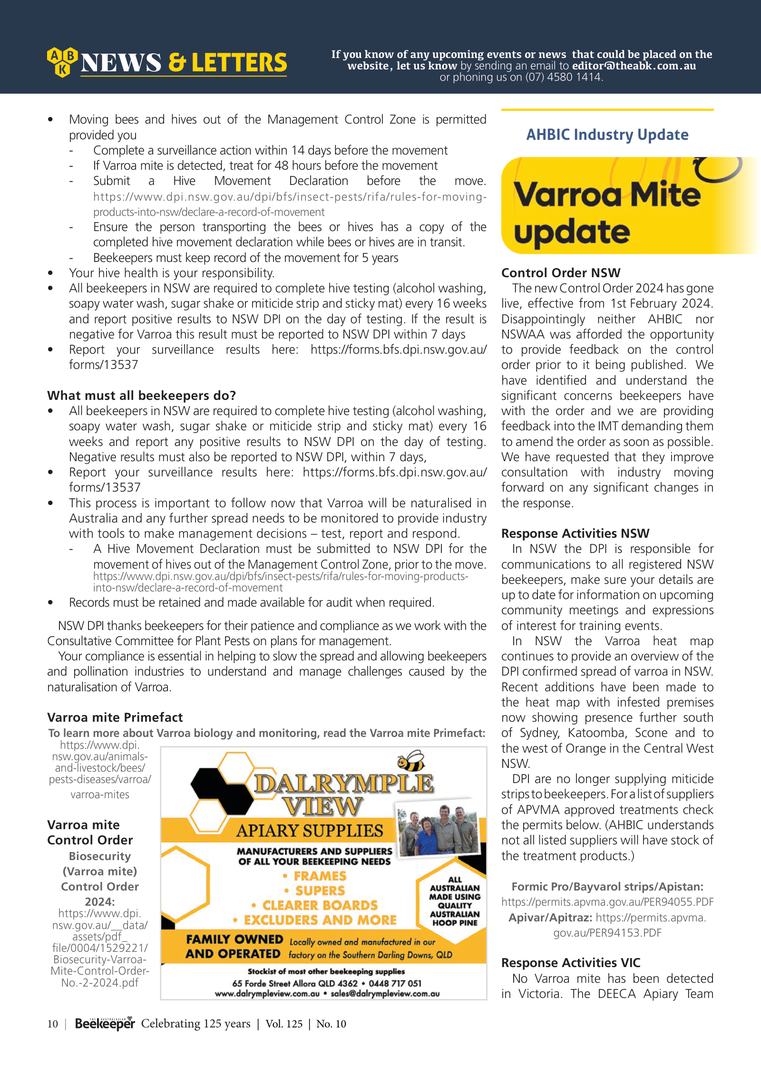 A B K NEWS & LETTERS
If you know of any upcoming events or news that could be placed on the
website, let us know by sending an email to editor@theabk.com.au
or phoning us on (07) 4580 1414.
• Moving bees and hives out of the Management Control Zone is permitted
provided you
- Complete a surveillance action within 14 days before the movement
- If Varroa mite is detected, treat for 48 hours before the movement
- Submit a Hive Movement Declaration before the move.
https://www.dpi.nsw.gov.au/dpi/bfs/insect-pests/rifa/rules-for-moving-
products-into-nsw/declare-a-record-of-movement
- Ensure the person transporting the bees or hives has a copy of the
completed hive movement declaration while bees or hives are in transit.
- Beekeepers must keep record of the movement for 5 years
• Your hive health is your responsibility.
• All beekeepers in NSW are required to complete hive testing (alcohol washing,
soapy water wash, sugar shake or miticide strip and sticky mat) every 16 weeks
and report positive results to NSW DPI on the day of testing. If the result is
negative for Varroa this result must be reported to NSW DPI within 7 days
• Report your surveillance results here: https://forms.bfs.dpi.nsw.gov.au/
forms/13537
What must all beekeepers do?
• All beekeepers in NSW are required to complete hive testing (alcohol washing,
soapy water wash, sugar shake or miticide strip and sticky mat) every 16
weeks and report any positive results to NSW DPI on the day of testing.
Negative results must also be reported to NSW DPI, within 7 days,
• Report your surveillance results here: https://forms.bfs.dpi.nsw.gov.au/
forms/13537
• This process is important to follow now that Varroa will be naturalised in
Australia and any further spread needs to be monitored to provide industry
with tools to make management decisions – test, report and respond.
- A Hive Movement Declaration must be submitted to NSW DPI for the
movement of hives out of the Management Control Zone, prior to the move.
https://www.dpi.nsw.gov.au/dpi/bfs/insect-pests/rifa/rules-for-moving-products-
into-nsw/declare-a-record-of-movement
• Records must be retained and made available for audit when required.
NSW DPI thanks beekeepers for their patience and compliance as we work with the
Consultative Committee for Plant Pests on plans for management.
Your compliance is essential in helping to slow the spread and allowing beekeepers
and pollination industries to understand and manage challenges caused by the
naturalisation of Varroa.
Varroa mite Primefact
To learn more about Varroa biology and monitoring, read the Varroa mite Primefact:
https://www.dpi.
nsw.gov.au/animals-
and-livestock/bees/
pests-diseases/varroa/
varroa-mites
Varroa mite
Control Order
Biosecurity
(Varroa mite)
Control Order
2024:
https://www.dpi.
nsw.gov.au/__data/
assets/pdf_
file/0004/1529221/
Biosecurity-Varroa-
Mite-Control-Order-
No.-2-2024.pdf
DALRYMPLE
VIEW
APIARY SUPPLIES
MANUFACTURERS AND SUPPLIERS
OF ALL YOUR BEEKEEPING NEEDS
• FRAMES
• SUPERS
• CLEARER BOARDS
• EXCLUDERS AND MORE
ALL
AUSTRALIAN
MADE USING
QUALITY
AUSTRALIAN
HOOP PINE
FAMILY OWNED
AND OPERATED
Locally owned and manufactured in our
factory on the Southern Darling Downs, QLD
Stockist of most other beekeeping supplies
65 Forde Street Allora QLD 4362 • 0448 717 051
www.dalrympleview.com.au • sales@dalrympleview.com.au
AHBIC Industry Update
Varroa Mite
update
Control Order NSW
The new Control Order 2024 has gone
live, effective from 1st February 2024.
Disappointingly neither AHBIC nor
NSWAA was afforded the opportunity
to provide feedback on the control
order prior to it being published. We
have identified and understand the
significant concerns beekeepers have
with the order and we are providing
feedback into the IMT demanding them
to amend the order as soon as possible.
We have requested that they improve
consultation with industry moving
forward on any significant changes in
the response.
Response Activities NSW
In NSW the DPI is responsible for
communications to all registered NSW
beekeepers, make sure your details are
up to date for information on upcoming
community meetings and expressions
of interest for training events.
In NSW the Varroa heat map
continues to provide an overview of the
DPI confirmed spread of varroa in NSW.
Recent additions have been made to
the heat map with infested premises
now showing presence further south
of Sydney, Katoomba, Scone and to
the west of Orange in the Central West
NSW.
DPI are no longer supplying miticide
strips to beekeepers. For a list of suppliers
of APVMA approved treatments check
the permits below. (AHBIC understands
not all listed suppliers will have stock of
the treatment products.)
Formic Pro/Bayvarol strips/Apistan:
https://permits.apvma.gov.au/PER94055.PDF
Apivar/Apitraz: https://permits.apvma.
gov.au/PER94153.PDF
Response Activities VIC
No Varroa mite has been detected
in Victoria. The DEECA Apiary Team
10 | Beekeeper Celebrating 125 years | Vol. 125 | No. 10